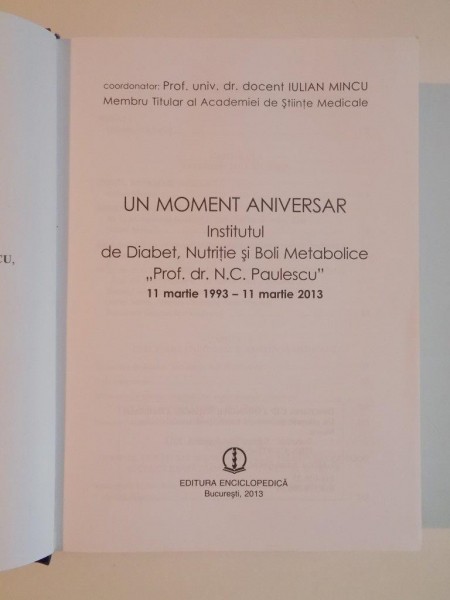 coordonator: Prof. univ. dr. docent IULIAN MINCU
Membru Titular al Academiei de Științe Medicale
UN MOMENT ANIVERSAR
Institutul
de Diabet, Nutriție și Boli Metabolice
„Prof. dr. N.C. Paulescu”
11 martie 1993 – 11 martie 2013
EDITURA ENCICLOPEDICĂ
București, 2013